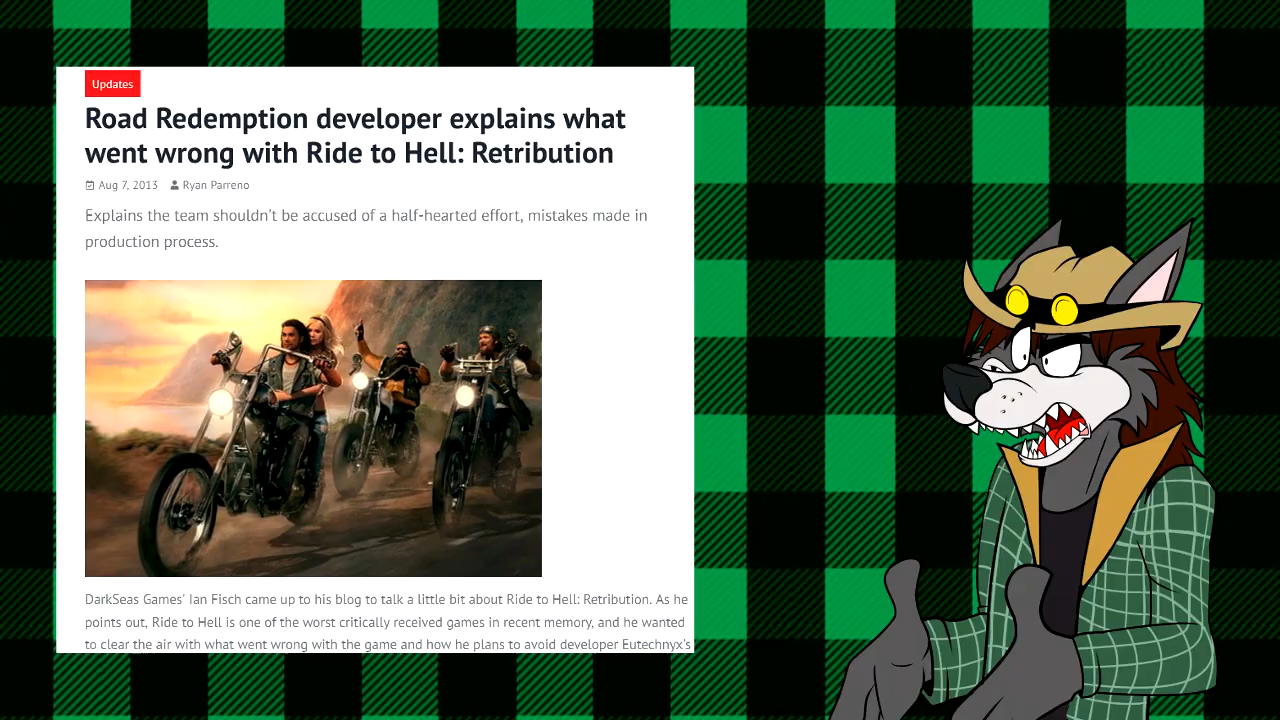 Updates
Road Redemption developer explains what
went wrong with Ride to Hell: Retribution
Aug 7, 2013 Ryan Parreno
Explains the team shouldn't be accused of a half-hearted effort, mistakes made in
production process.
DarkSeas Games' Ian Fisch came up to his blog to talk a little bit about Ride to Hell: Retribution. As he
points out, Ride to Hell is one of the worst critically received games in recent memory, and he wanted
to clear the air with what went wrong with the game and how he plans to avoid developer Eutechnyx's